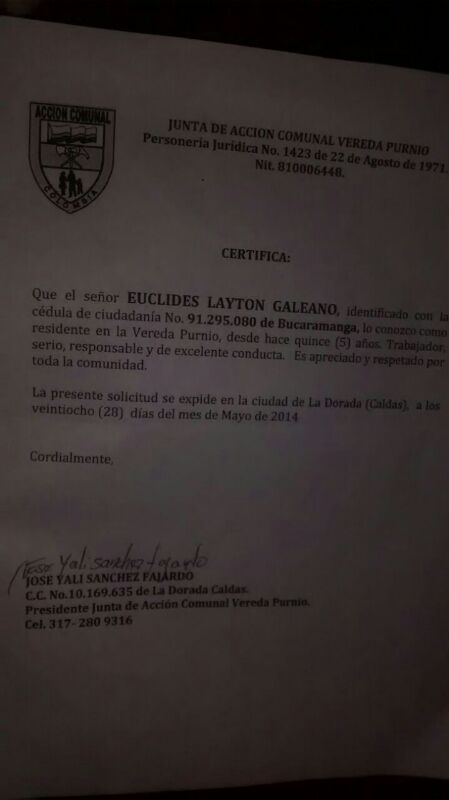 ACCION COMUNAL
COLOMBIA
JUNTA DE ACCION COMUNAL VEREDA PURNIO
Personería Jurídica No. 1423 de 22 de Agosto de 1971.
Nit. 810006448.
CERTIFICA:
Que el señor EUCLIDES LAYTON GALEANO, identificado con la
cédula de ciudadanía No. 91.295.080 de Bucaramanga, lo conozco como
residente en la Vereda Purnio, desde hace quince (5) años. Trabajador,
serio, responsable y de excelente conducta. Es apreciado y respetado por
toda la comunidad.
La presente solicitud se expide en la ciudad de La Dorada (Caldas), a los
veintiocho (28) días del mes de Mayo de 2014
Cordialmente,
Jose Yali sanchez fajardo
JOSE YALI SANCHEZ FAJARDO
C.C. No.10.169.635 de La Dorada Caldas.
Presidente Junta de Acción Comunal Vereda Purnio.
Cel. 317- 280 9316